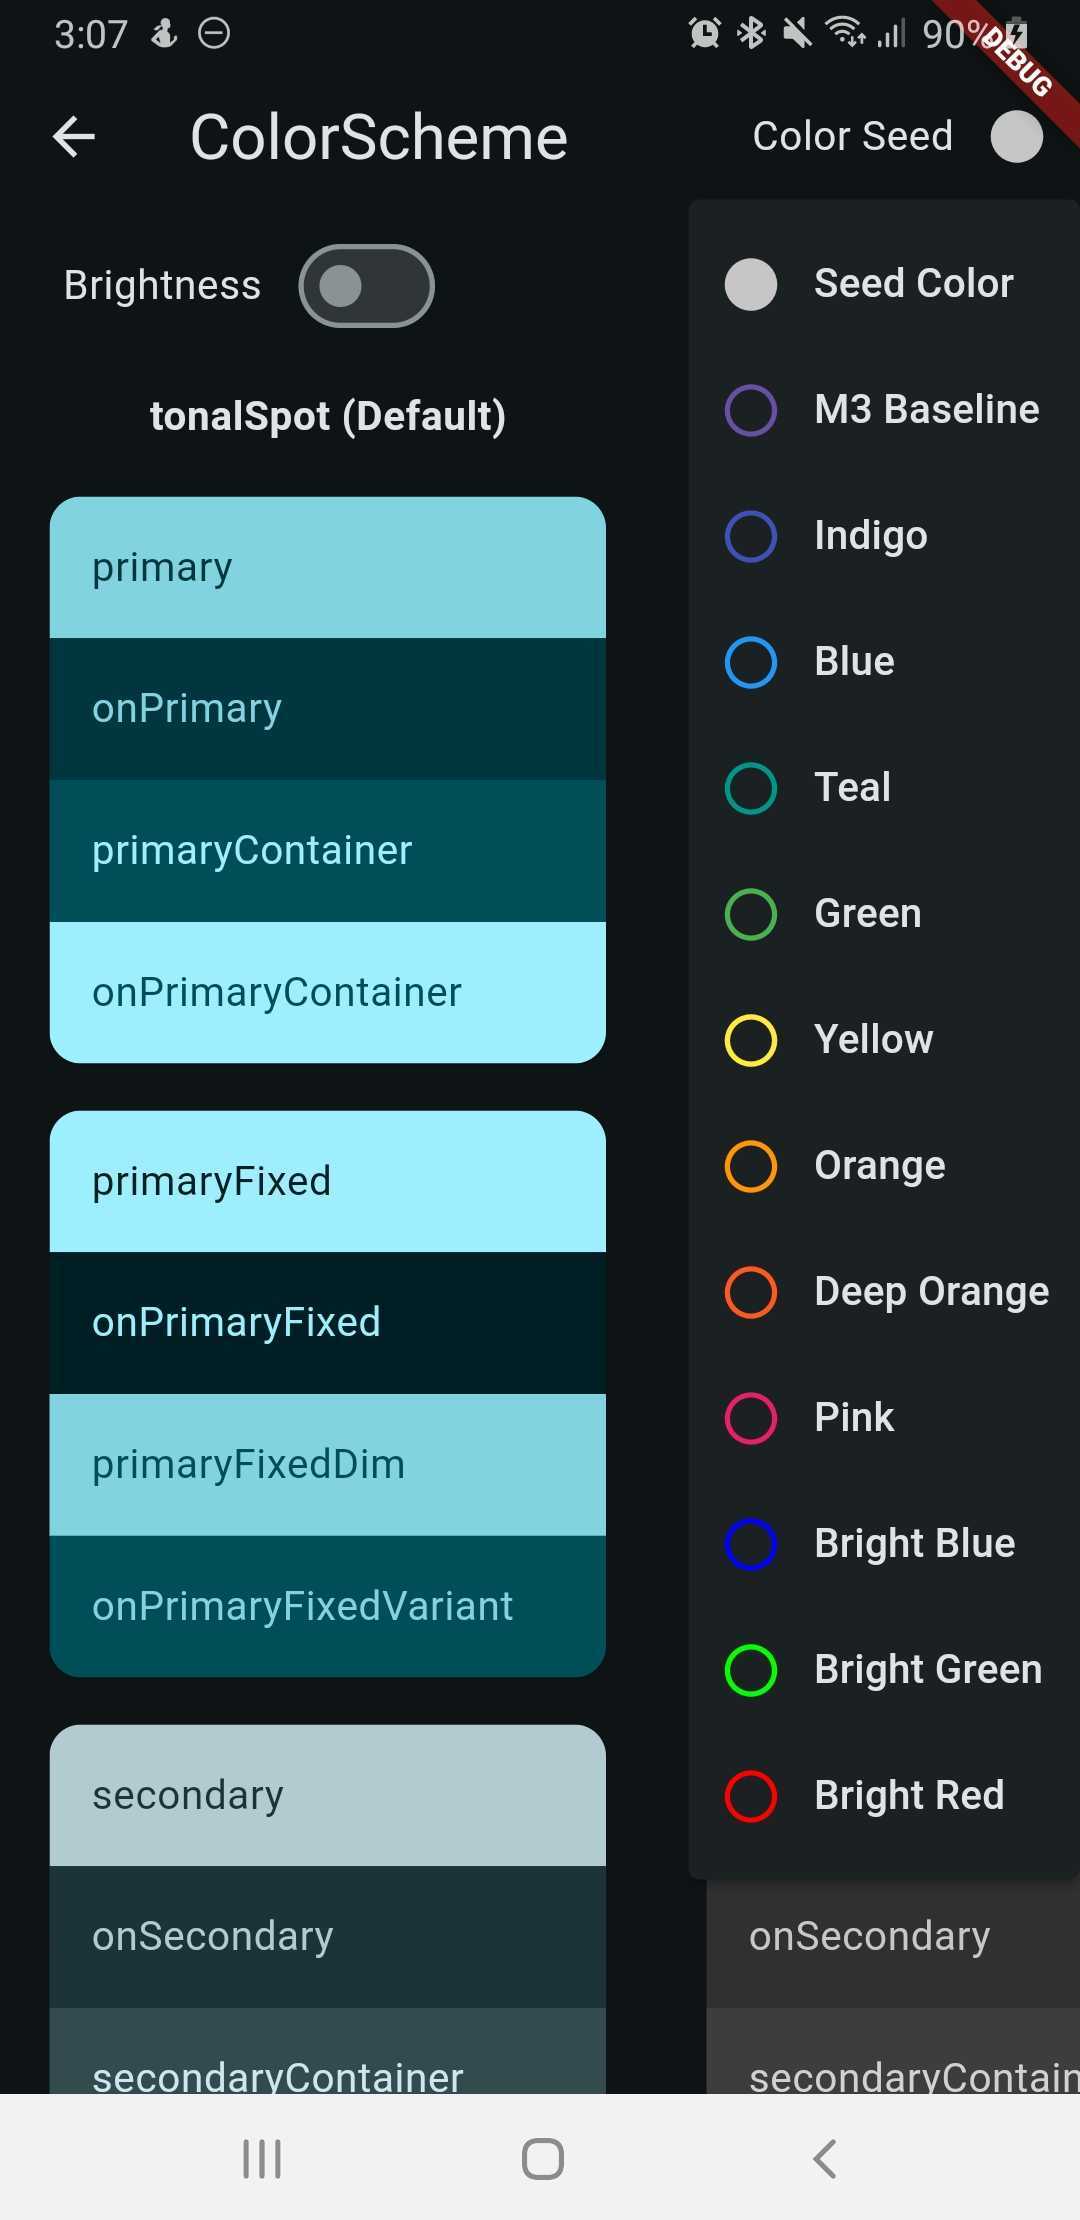 3:07
90%
DEBUG
ColorScheme
Color Seed
Brightness
tonalSpot (Default)
primary
onPrimary
primaryContainer
onPrimaryContainer
primaryFixed
onPrimaryFixed
primaryFixedDim
onPrimaryFixedVariant
secondary
onSecondary
secondaryContainer
Seed Color
M3 Baseline
Indigo
Blue
Teal
Green
Yellow
Orange
Deep Orange
Pink
Bright Blue
Bright Green
Bright Red
onSecondary
secondaryContain